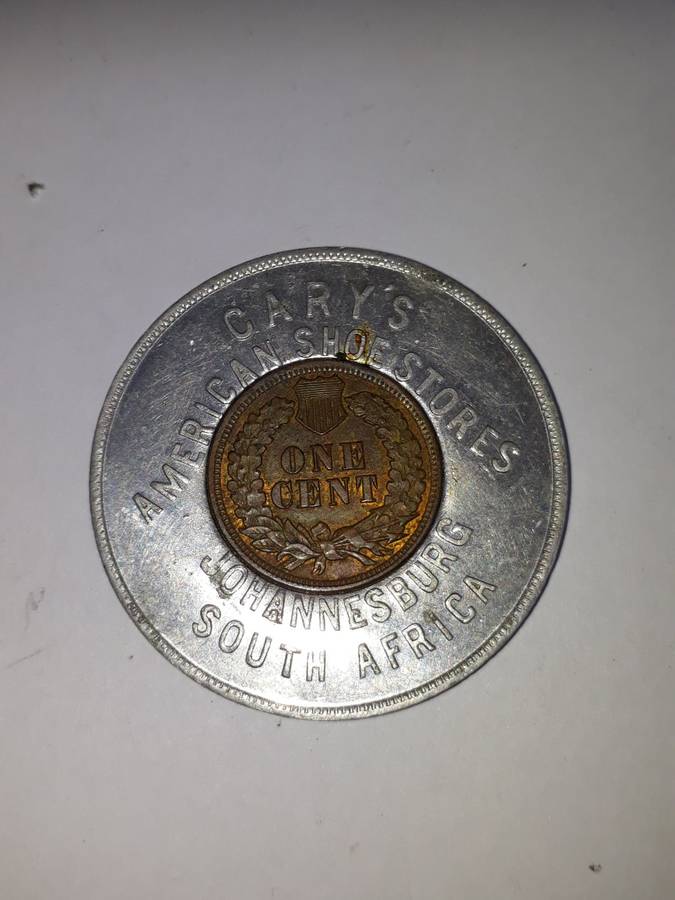 CARY'S
AMERICAN SHOE STORES
ONE
CENT
JOHANNESBURG
SOUTH AFRICA